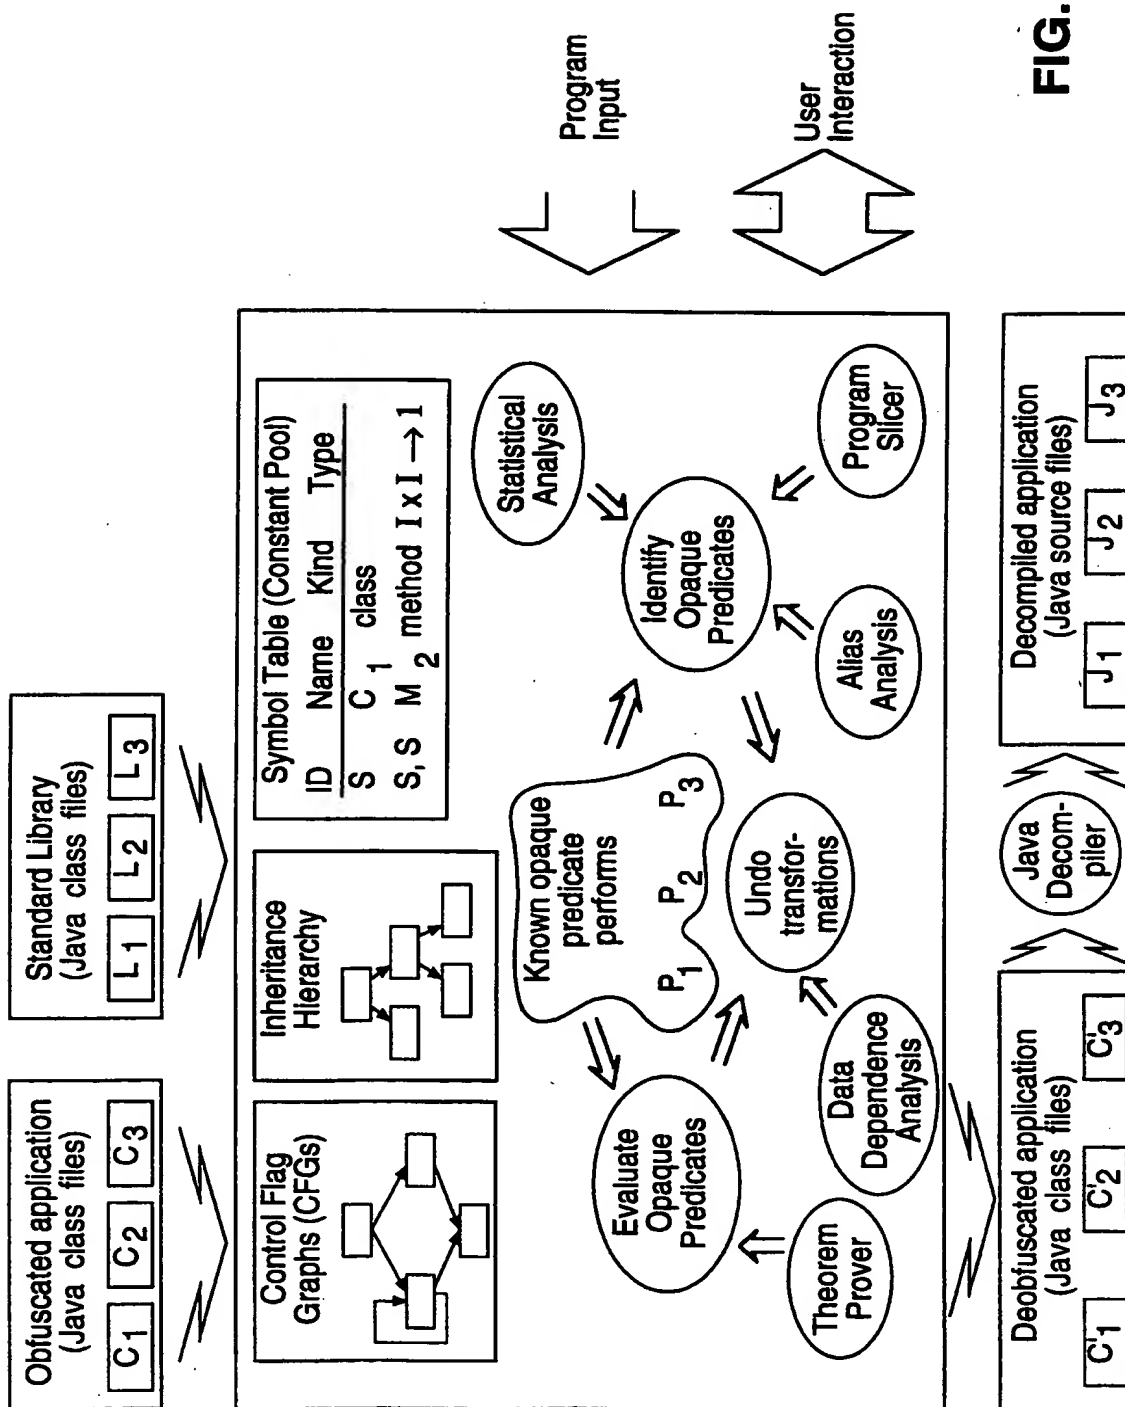 Obfuscated application
(Java class files)
C1 C2 C3
Standard Library
(Java class files)
L1 L2 L3
Control Flag
Graphs (CFGs)
Inheritance
Hierarchy
Symbol Table (Constant Pool)
ID Name Kind Type
S C1 class
S, S M2 method I x I → 1
Program
Input
User
Interaction
Known opaque
predicate
performs
P1 P2 P3
Statistical
Analysis
Identify
Opaque
Predicates
Program
Slicer
Alias
Analysis
Evaluate
Opaque
Predicates
Undo
transfor-
mations
Theorem
Prover
Data
Dependence
Analysis
Deobfuscated application
(Java class files)
C'1 C'2 C'3
Java
Decom-
piler
Decompiled application
(Java source files)
J1 J2 J3
FIG.